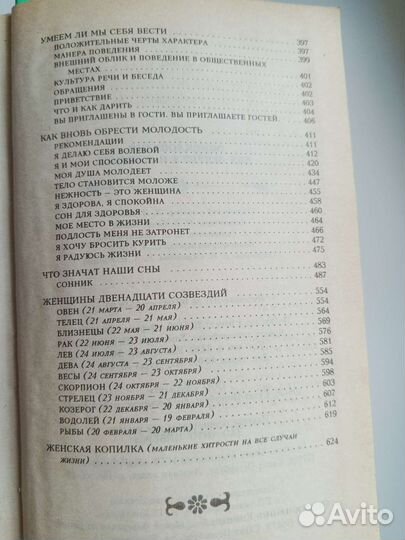 УМЕЕМ ЛИ МЫ СЕБЯ ВЕСТИ
ПОЛОЖИТЕЛЬНЫЕ ЧЕРТЫ ХАРАКТЕРА 397
МАНЕРА ПОВЕДЕНИЯ 397
ВНЕШНИЙ ОБЛИК И ПОВЕДЕНИЕ В ОБЩЕСТВЕННЫХ 399
МЕСТАХ
КУЛЬТУРА РЕЧИ И БЕСЕДА 401
ОБРАЩЕНИЯ 402
ПРИВЕТСТВИЕ 402
ЧТО И КАК ДАРИТЬ 403
ВЫ ПРИГЛАШЕНЫ В ГОСТИ. ВЫ ПРИГЛАШАЕТЕ ГОСТЕЙ 404
406
КАК ВНОВЬ ОБРЕСТИ МОЛОДОСТЬ 411
РЕКОМЕНДАЦИИ 411
Я ДЕЛАЮ СЕБЯ ВОЛЕВОЙ 412
Я И МОИ СПОСОБНОСТИ 420
МОЯ ДУША МОЛОДЕЕТ 434
ТЕЛО СТАНОВИТСЯ МОЛОЖЕ 447
НЕЖНОСТЬ – ЭТО ЖЕНЩИНА 455
Я ЗДОРОВА, Я СПОКОЙНА 458
СОН ДЛЯ ЗДОРОВЬЯ 460
МОЕ МЕСТО В ЖИЗНИ 464
ПОДЛОСТЬ МЕНЯ НЕ ЗАТРОНЕТ 466
Я ХОЧУ БРОСИТЬ КУРИТЬ 472
Я РАДУЮСЬ ЖИЗНИ 475
ЧТО ЗНАЧАТ НАШИ СНЫ 483
СОННИК 487
ЖЕНЩИНЫ ДВЕНАДЦАТИ СОЗВЕЗДИЙ 554
ОВЕН (21 МАРТА – 20 АПРЕЛЯ) 554
ТЕЛЕЦ (21 АПРЕЛЯ – 21 МАЯ) 564
БЛИЗНЕЦЫ (22 МАЯ – 21 ИЮНЯ) 569
РАК (22 ИЮНЯ – 23 ИЮЛЯ) 576
ЛЕВ (24 ИЮЛЯ – 23 АВГУСТА) 581
ДЕВА (24 АВГУСТА – 23 СЕНТЯБРЯ) 585
ВЕСЫ (24 СЕНТЯБРЯ – 23 ОКТЯБРЯ) 594
СКОРПИОН (24 ОКТЯБРЯ – 22 НОЯБРЯ) 598
СТРЕЛЕЦ (23 НОЯБРЯ – 21 ДЕКАБРЯ) 603
КОЗЕРОГ (22 ДЕКАБРЯ – 20 ЯНВАРЯ) 607
ВОДОЛЕЙ (21 ЯНВАРЯ – 19 ФЕВРАЛЯ) 612
РЫБЫ (20 ФЕВРАЛЯ – 20 МАРТА) 619
ЖЕНСКАЯ КОПИЛКА (МАЛЕНЬКИЕ ХИТРОСТИ НА ВСЕ СЛУЧАИ 624
ЖИЗНИ)
Avito